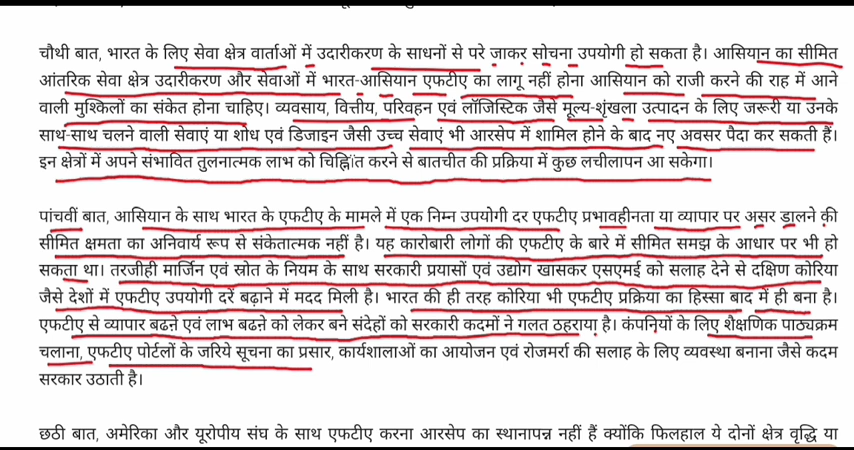 चौथी बात, भारत के लिए सेवा क्षेत्र वार्ताओं में उदारीकरण के साधनों से परे जाकर सोचना उपयोगी हो सकता है। आसियान का सीमित
आंतरिक सेवा क्षेत्र उदारीकरण और सेवाओं में भारत-आसियान एफटीए का लागू नहीं होना आसियान को राजी करने की राह में आने
वाली मुश्किलों का संकेत होना चाहिए। व्यवसाय, वित्तीय, परिवहन एवं लॉजिस्टिक जैसे मूल्य-शृंखला उत्पादन के लिए जरूरी या उनके
साथ-साथ चलने वाली सेवाएं या शोध एवं डिजाइन जैसी उच्च सेवाएं भी आरसेप में शामिल होने के बाद नए अवसर पैदा कर सकती हैं।
इन क्षेत्रों में अपने संभावित तुलनात्मक लाभ को चिह्नित करने से बातचीत की प्रक्रिया में कुछ लचीलापन आ सकेगा।
पांचवीं बात, आसियान के साथ भारत के एफटीए के मामले में एक निम्न उपयोगी दर एफटीए प्रभावहीनता या व्यापार पर असर डालने की
सीमित क्षमता का अनिवार्य रूप से संकेतात्मक नहीं है। यह कारोबारी लोगों की एफटीए के बारे में सीमित समझ के आधार पर भी हो
सकता था। तरजीही मार्जिन एवं स्रोत के नियम के साथ सरकारी प्रयासों एवं उद्योग खासकर एसएमई को सलाह देने से दक्षिण कोरिया
जैसे देशों में एफटीए उपयोगी दरें बढ़ाने में मदद मिली है। भारत की ही तरह कोरिया भी एफटीए प्रक्रिया का हिस्सा बाद में ही बना है।
एफटीए से व्यापार बढऩे एवं लाभ बढऩे को लेकर बने संदेहों को सरकारी कदमों ने गलत ठहराया है। कंपनियों के लिए शैक्षणिक पाठ्यक्रम
चलाना, एफटीए पोर्टलों के जरिये सूचना का प्रसार, कार्यशालाओं का आयोजन एवं रोजमर्रा की सलाह के लिए व्यवस्था बनाना जैसे कदम
सरकार उठाती है।
छठी बात, अमेरिका और यूरोपीय संघ के साथ एफटीए करना आरसेप का स्थानापन्न नहीं हैं क्योंकि फिलहाल ये दोनों क्षेत्र वृद्धि या